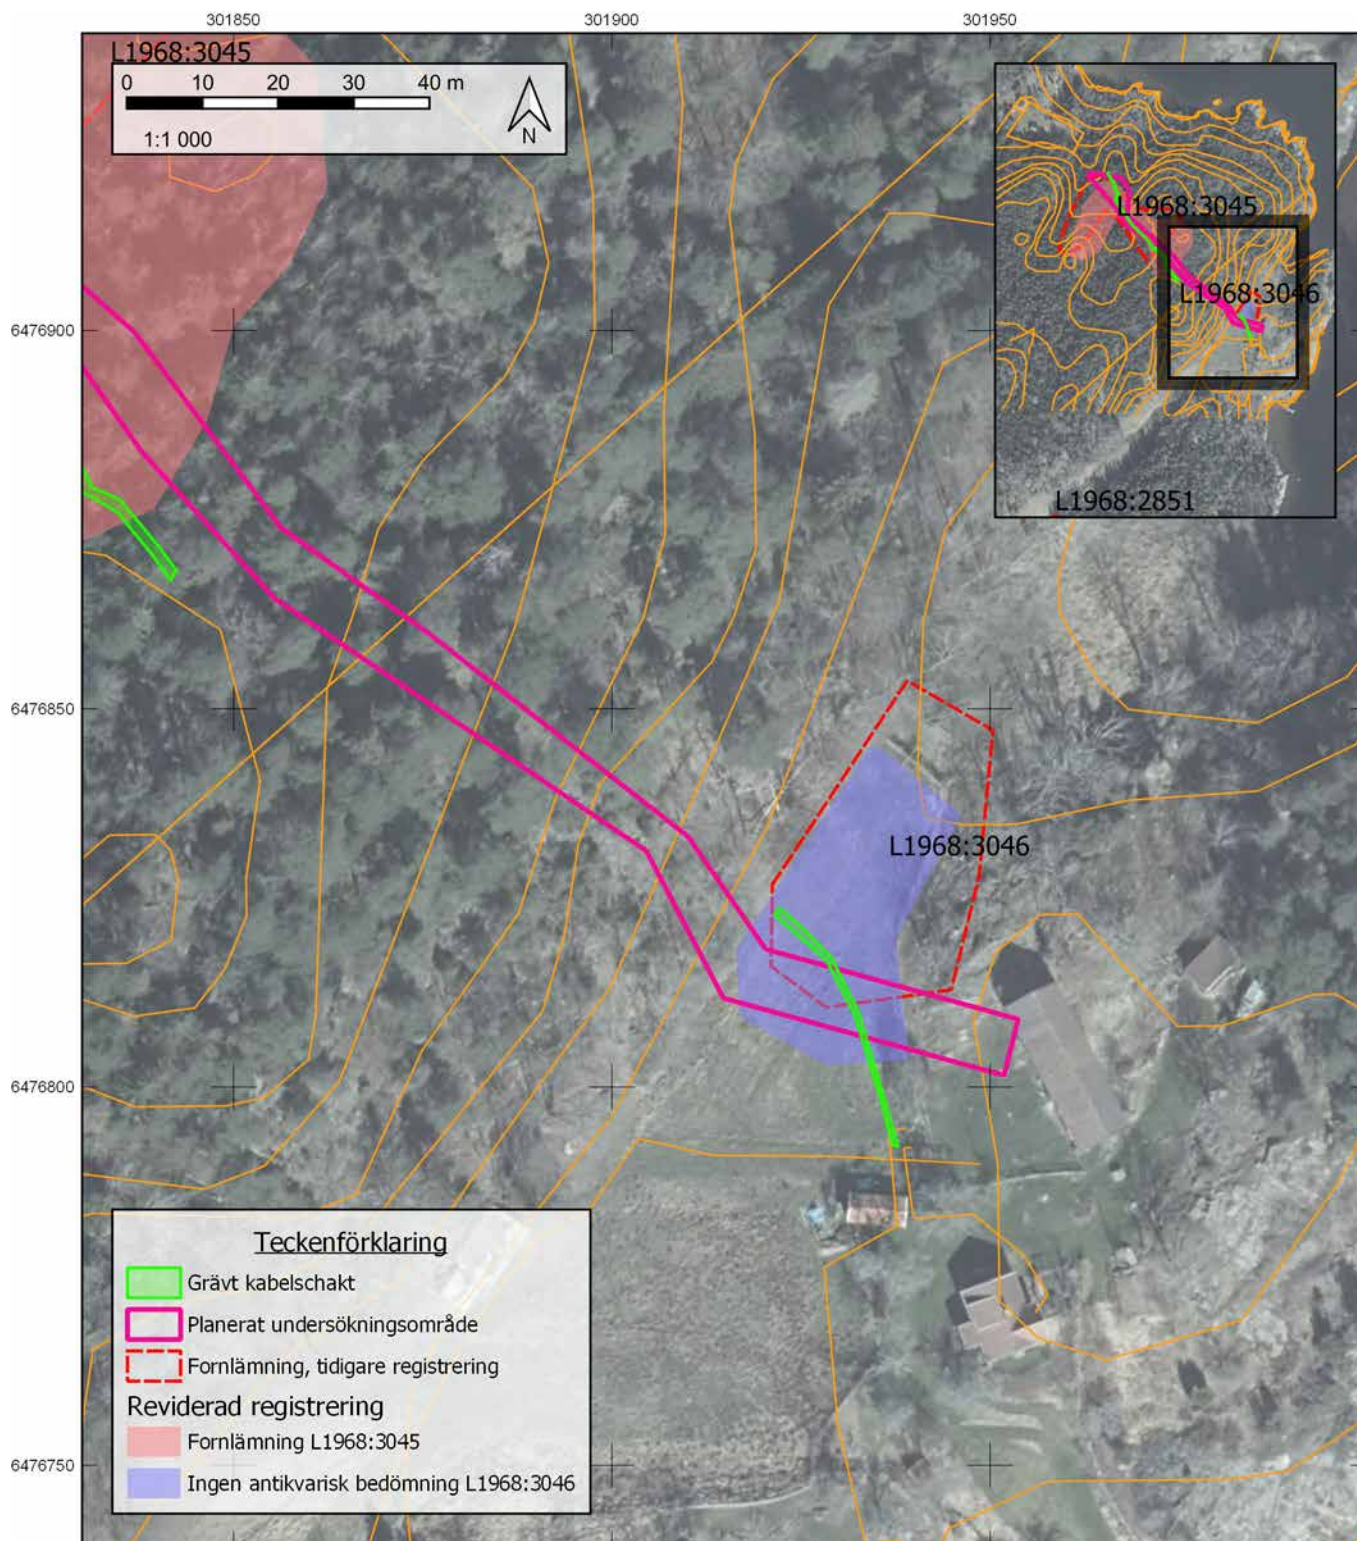 301850 301900 301950
L1968:3045
0 10 20 30 40 m
1:1 000
N
L1968:3045
L1968:3046
L1968:2851
6476900
6476850
L1968:3046
6476800
Teckenförklaring
Grävt kabelschakt
Planerat undersökningsområde
Fornlämning, tidigare registrering
Reviderad registrering
Fornlämning L1968:3045
Ingen antikvarisk bedömning L1968:3046
6476750